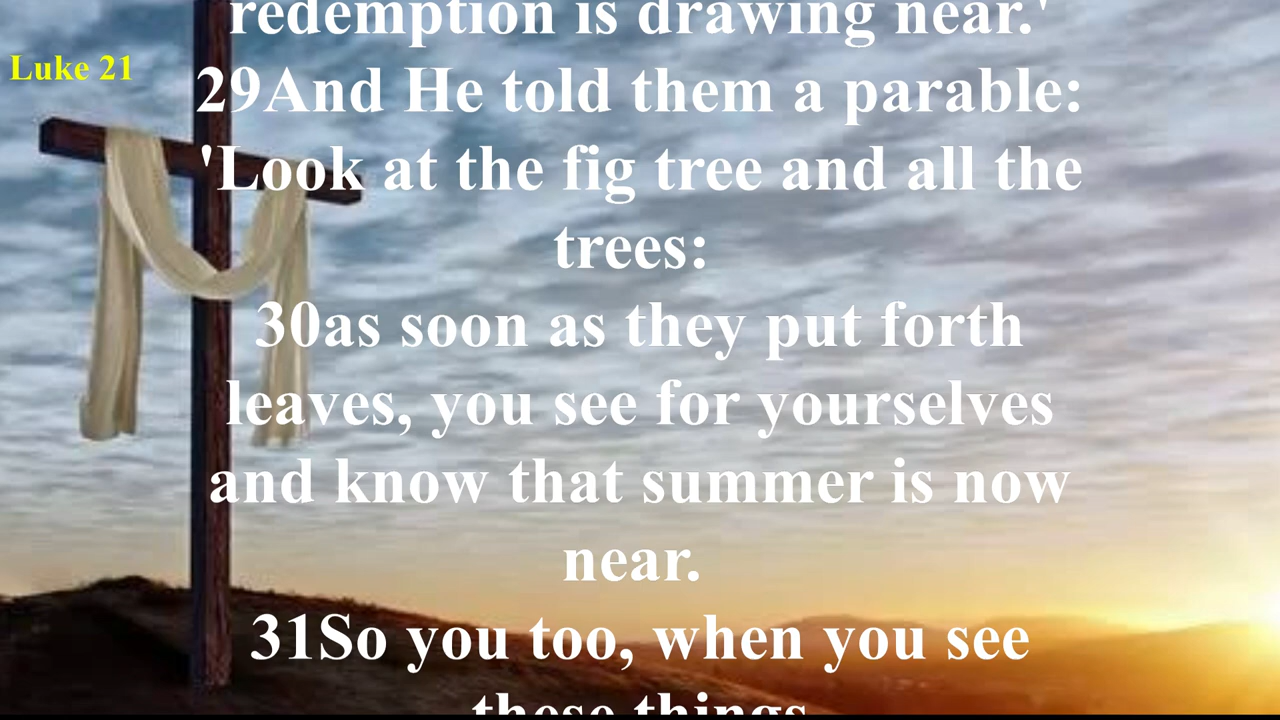 redemption is drawing near.'
Luke 21
29And He told them a parable:
'Look at the fig tree and all the
trees:
30as soon as they put forth
leaves, you see for yourselves
and know that summer is now
near.
31So you too, when you see
these things